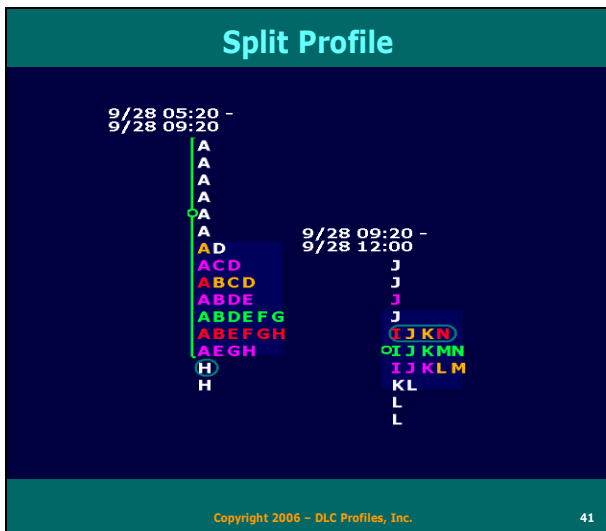 Split Profile
9/28 05:20 -
9/28 09:20
A
A
A
A
A
A
AD
ACD
ABCD
ABDE
ABDEFG
ABEFGH
AEGH
H
H
9/28 09:20 -
9/28 12:00
J
J
J
J
IJKN
IJKMN
IJKLM
KL
L
L
Copyright 2006 – DLC Profiles, Inc.
41